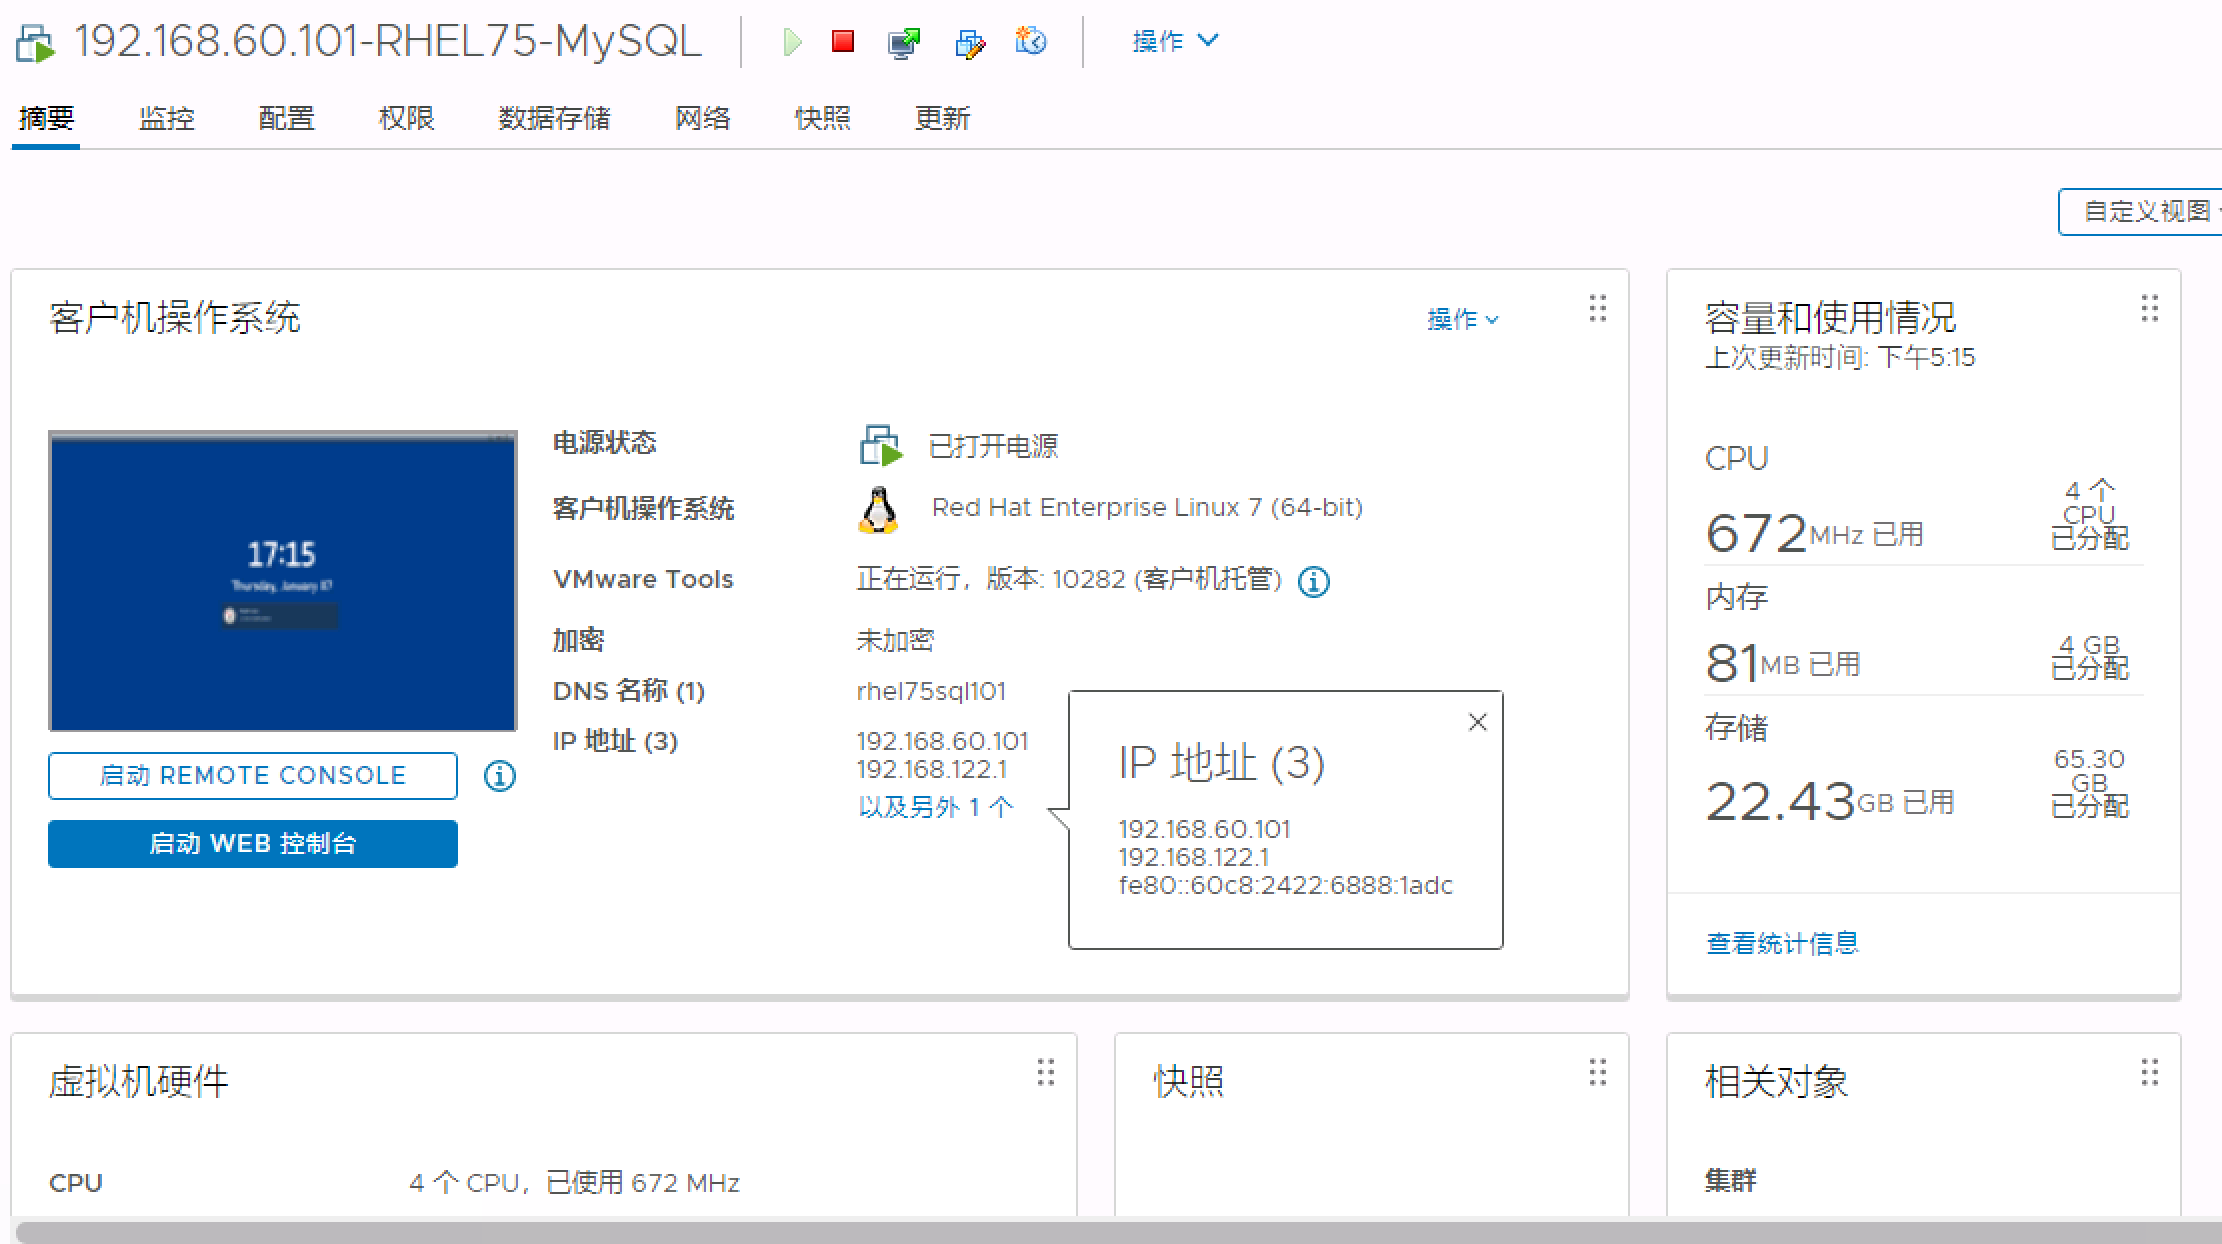 192.168.60.101-RHEL75-MySQL
操作
摘要 监控 配置 权限 数据存储 网络 快照 更新
自定义视图
客户机操作系统
操作
17:15
Thursday, January 07
启动 REMOTE CONSOLE
启动 WEB 控制台
电源状态 已打开电源
客户机操作系统 Red Hat Enterprise Linux 7 (64-bit)
VMware Tools 正在运行，版本: 10282 (客户机托管)
加密 未加密
DNS 名称 (1) rhel75sql101
IP 地址 (3) 192.168.60.101
192.168.122.1
以及另外 1 个
IP 地址 (3)
192.168.60.101
192.168.122.1
fe80::60c8:2422:6888:1adc
容量和使用情况
上次更新时间: 下午5:15
CPU
672 MHz 已用
4 个
CPU
已分配
内存
81 MB 已用
4 GB
已分配
存储
22.43 GB 已用
65.30
GB
已分配
查看统计信息
虚拟机硬件
CPU 4 个 CPU，已使用 672 MHz
快照
相关对象
集群